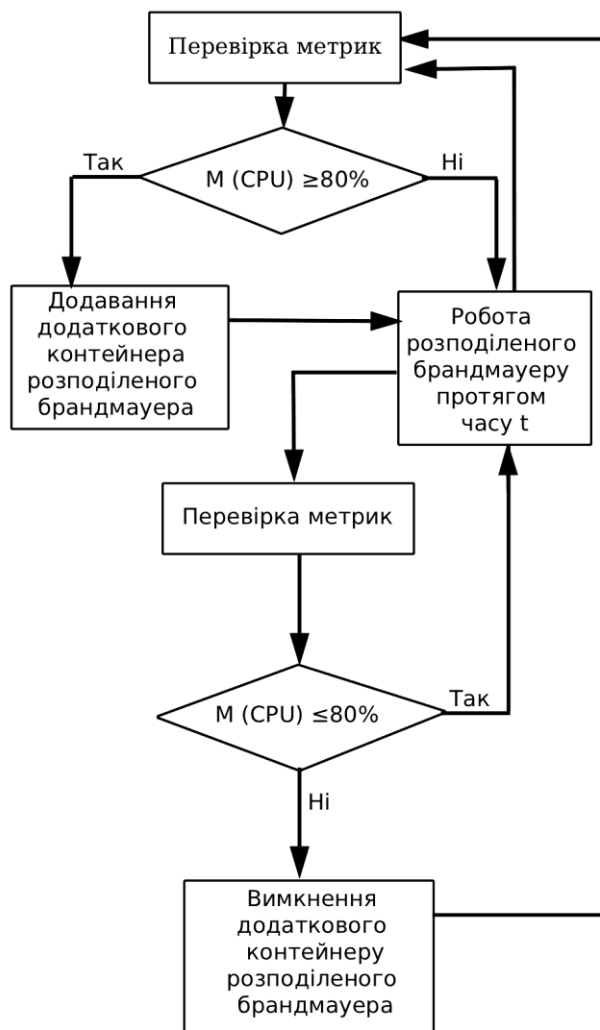 Перевірка метрик
Так
M (CPU) ≥80%
Ні
Додавання
додаткового
контейнера
розподіленого
брандмауера
Робота
розподіленого
брандмауеру
протягом
часу t
Перевірка метрик
M (CPU) ≤80%
Так
Ні
Вимкнення
додаткового
контейнеру
розподіленого
брандмауера